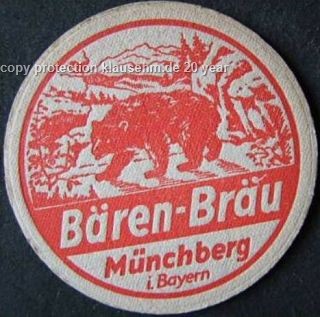 copy protection klausehm.de 20 year
Bären-Bräu
Münchberg
i. Bayern